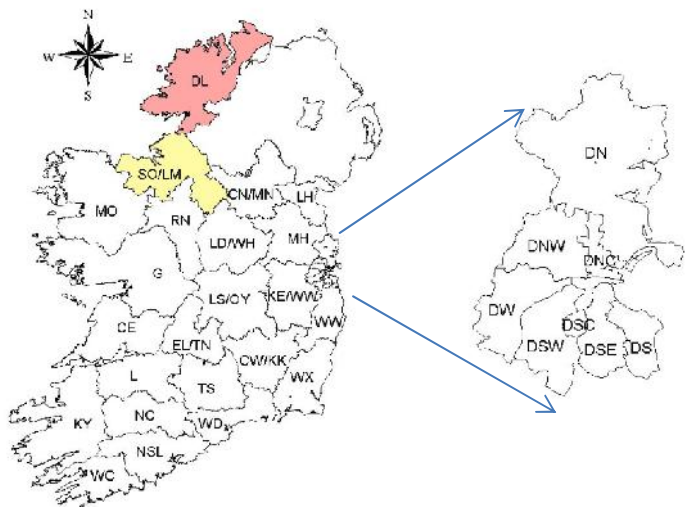 N
W E
S
DL
SO/LM
MO
CN/MN
LH
RN
LD/WH
MH
G
LS/OY
KE/WW
WW
CE
EL/TN
CW/KK
L
TS
WX
KY
NC
WD
NSL
WC
DN
DNW
DNC
DW
DSC
DSW
DSE
DS